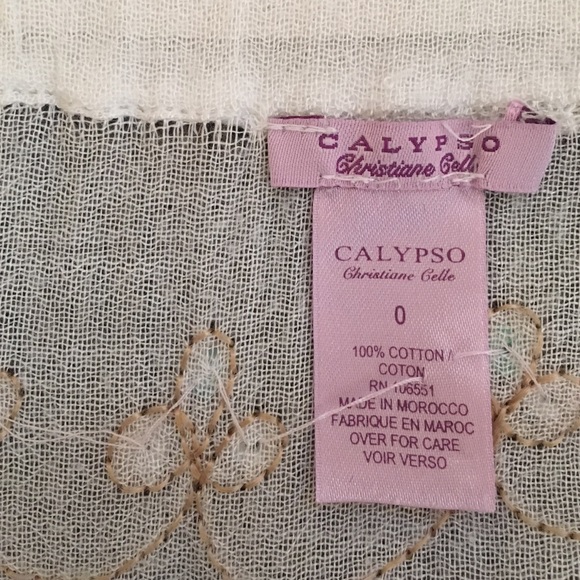 CALYPSO
Christiane Celle
CALYPSO
Christiane Celle
0
100% COTTON /
COTON
RN 106551
MADE IN MOROCCO
FABRIQUE EN MAROC
OVER FOR CARE
VOIR VERSO